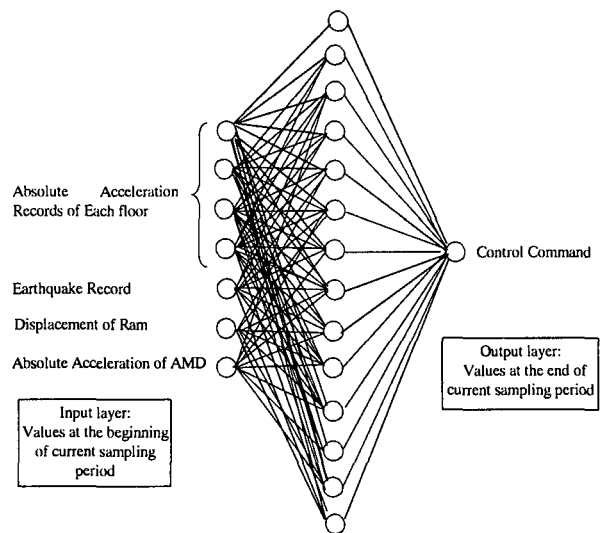 Absolute Acceleration
Records of Each floor
Earthquake Record
Displacement of Ram
Absolute Acceleration of AMD
Input layer:
Values at the beginning
of current sampling
period
Control Command
Output layer:
Values at the end of
current sampling period